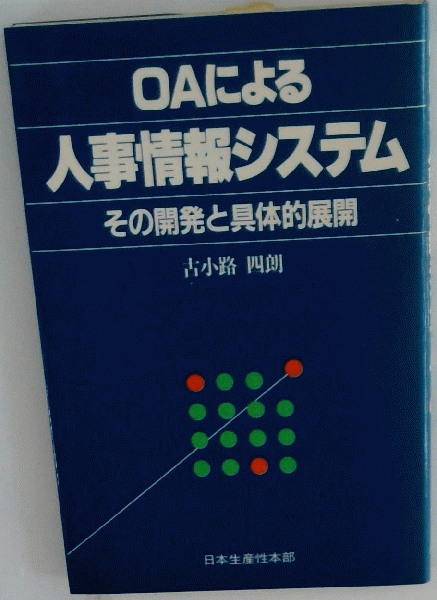 OAによる
人事情報システム
その開発と具体的展開
古小路 四朗
日本生産性本部